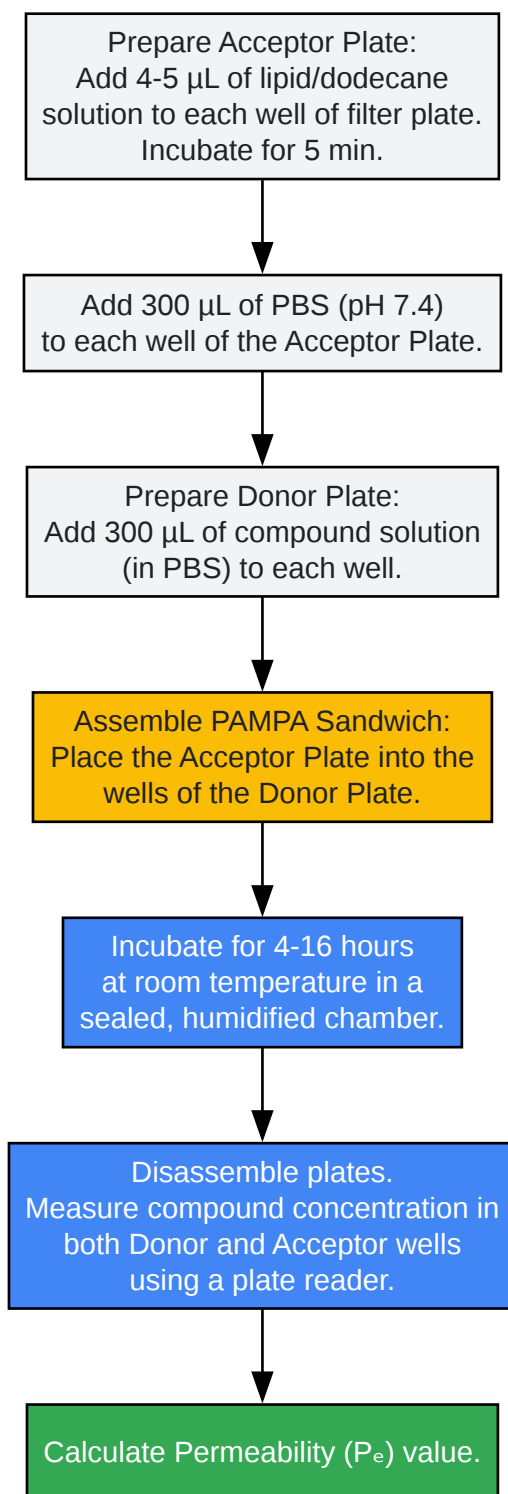 Prepare Acceptor Plate:
Add 4-5 µL of lipid/dodecane
solution to each well of filter plate.
Incubate for 5 min.
Add 300 µL of PBS (pH 7.4)
to each well of the Acceptor Plate.
Prepare Donor Plate:
Add 300 µL of compound solution
(in PBS) to each well.
Assemble PAMPA Sandwich:
Place the Acceptor Plate into the
wells of the Donor Plate.
Incubate for 4-16 hours
at room temperature in a
sealed, humidified chamber.
Disassemble plates.
Measure compound concentration in
both Donor and Acceptor wells
using a plate reader.
Calculate Permeability (Pₑ) value.